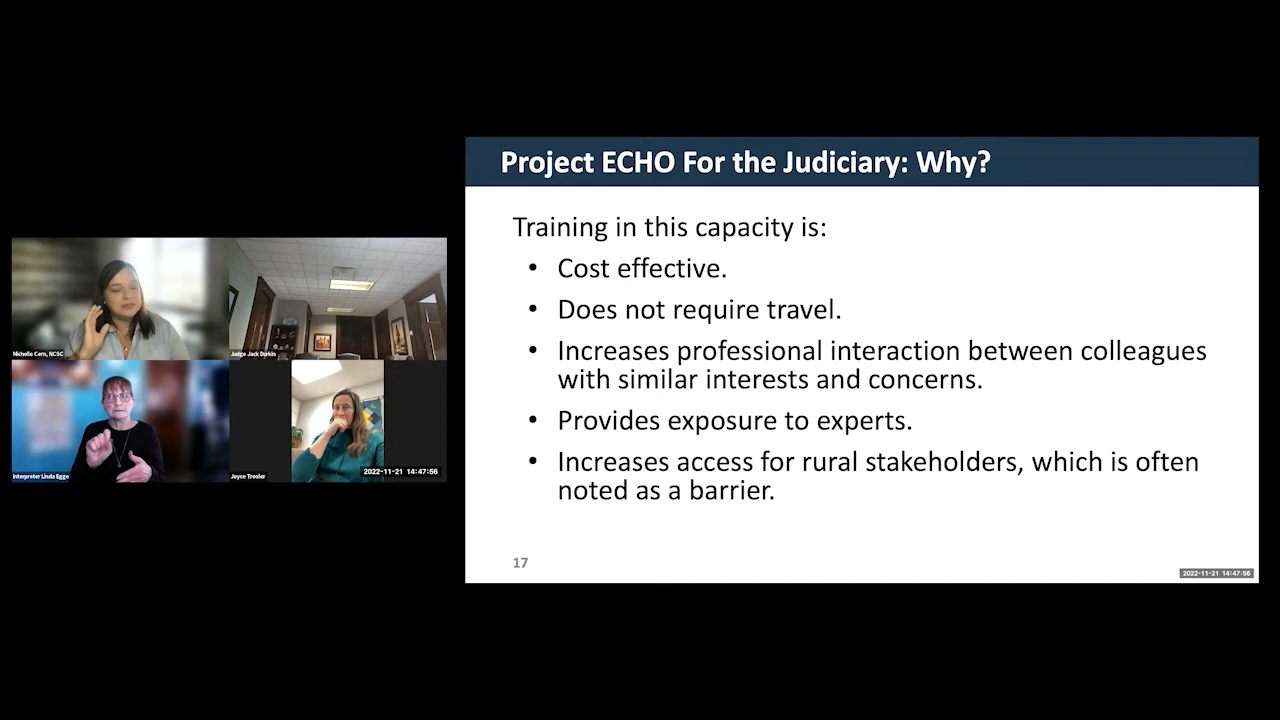 Project ECHO For the Judiciary: Why?
Training in this capacity is:
• Cost effective.
• Does not require travel.
• Increases professional interaction between colleagues
with similar interests and concerns.
• Provides exposure to experts.
• Increases access for rural stakeholders, which is often
noted as a barrier.
17
2022-11-21 14:47:56
Michelle Cern, NCSC
Judge Jack Durkin
Interpreter Linda Egge
Joyce Troxler
2022-11-21 14:47:56